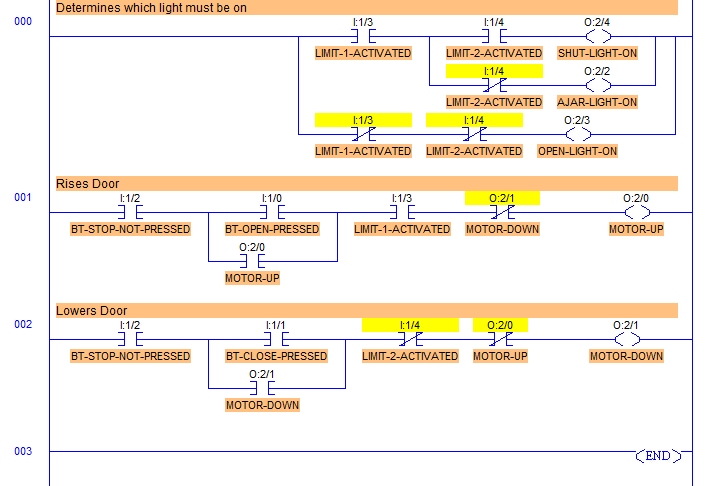 Determines which light must be on
000
I:1/3 I:1/4 O:2/4
LIMIT-1-ACTIVATED LIMIT-2-ACTIVATED SHUT-LIGHT-ON
I:1/4 O:2/2
LIMIT-2-ACTIVATED AJAR-LIGHT-ON
I:1/3 I:1/4 O:2/3
LIMIT-1-ACTIVATED LIMIT-2-ACTIVATED OPEN-LIGHT-ON
Rises Door
001
I:1/2 I:1/0 I:1/3 O:2/1 O:2/0
BT-STOP-NOT-PRESSED BT-OPEN-PRESSED LIMIT-1-ACTIVATED MOTOR-DOWN MOTOR-UP
O:2/0
MOTOR-UP
Lowers Door
002
I:1/2 I:1/1 I:1/4 O:2/0 O:2/1
BT-STOP-NOT-PRESSED BT-CLOSE-PRESSED LIMIT-2-ACTIVATED MOTOR-UP MOTOR-DOWN
O:2/1
MOTOR-DOWN
003
END